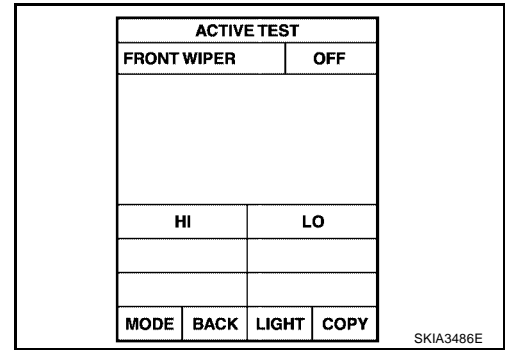 ACTIVE TEST
FRONT WIPER OFF
HI LO
MODE BACK LIGHT COPY
SKIA3486E